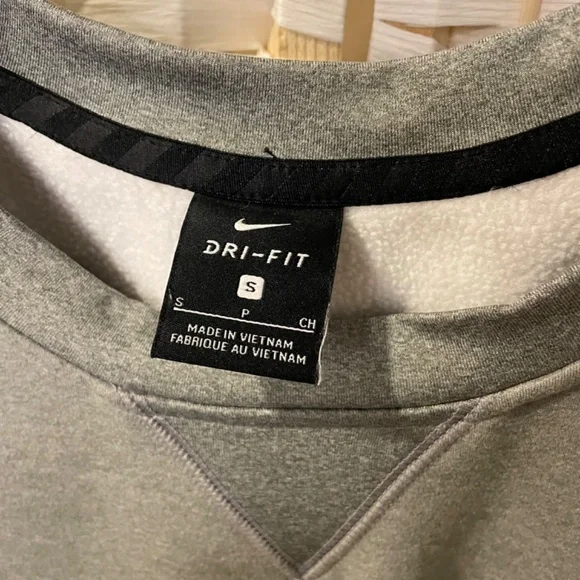 DRI-FIT
S
S P CH
MADE IN VIETNAM
FABRIQUE AU VIETNAM